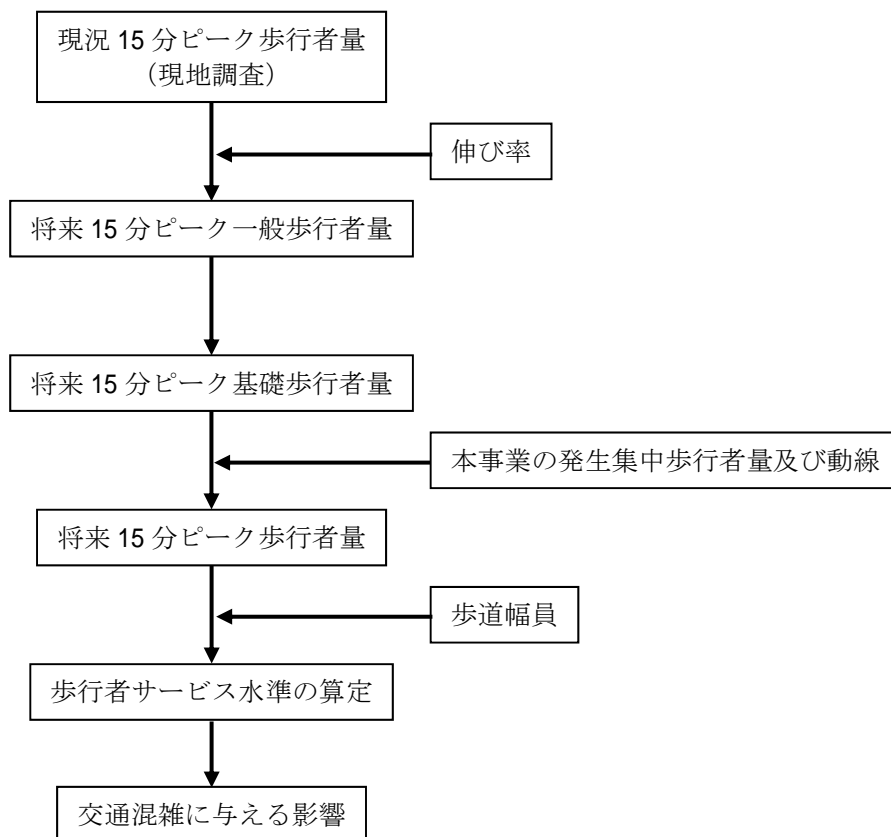 現況 15 分ピーク歩行者量
（現地調査）
伸び率
将来 15 分ピーク一般歩行者量
将来 15 分ピーク基礎歩行者量
本事業の発生集中歩行者量及び動線
将来 15 分ピーク歩行者量
歩道幅員
歩行者サービス水準の算定
交通混雑に与える影響